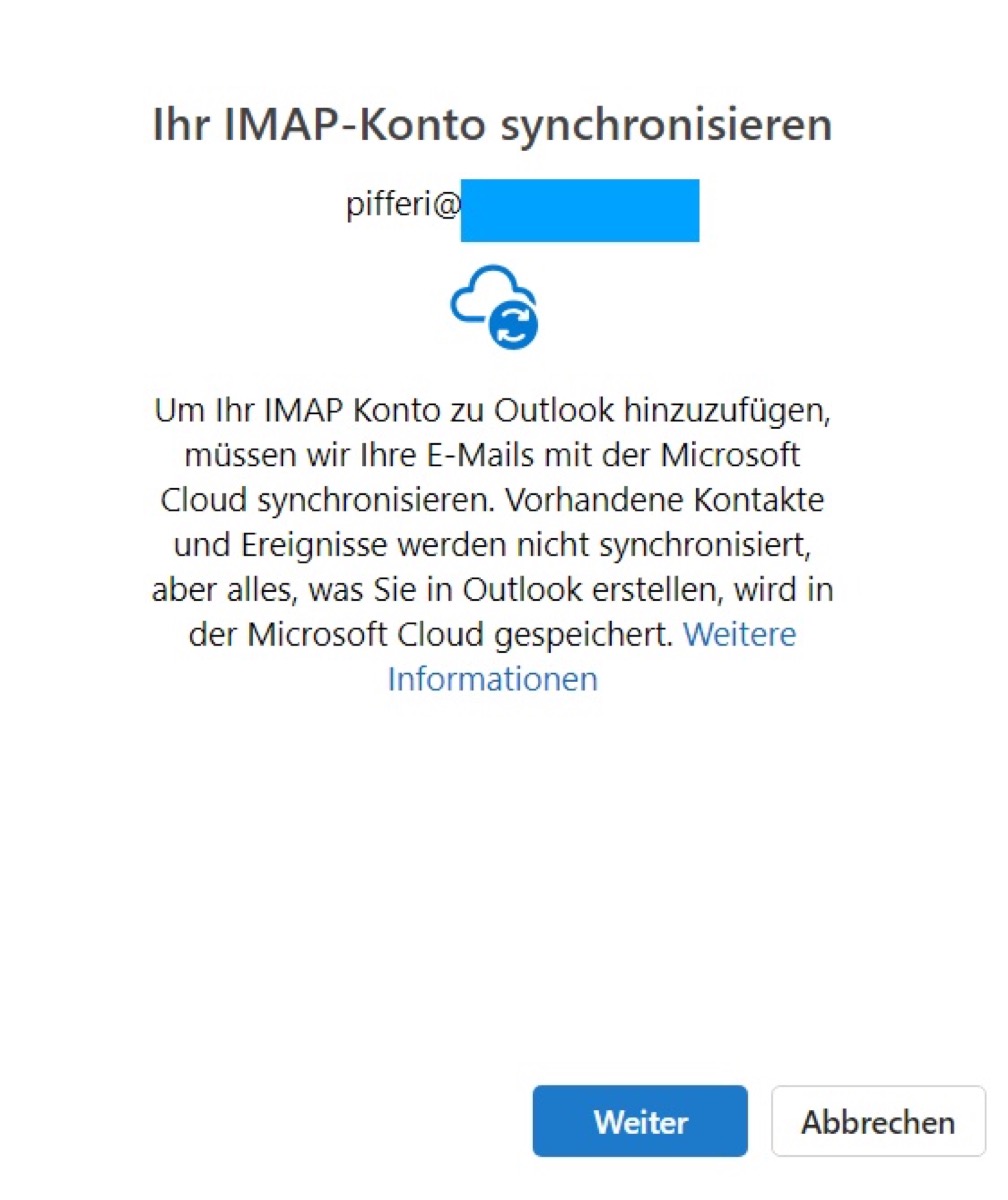 Ihr IMAP-Konto synchronisieren
pifferi@
Um Ihr IMAP Konto zu Outlook hinzuzufügen,
müssen wir Ihre E-Mails mit der Microsoft
Cloud synchronisieren. Vorhandene Kontakte
und Ereignisse werden nicht synchronisiert,
aber alles, was Sie in Outlook erstellen, wird in
der Microsoft Cloud gespeichert. Weitere
Informationen
Weiter
Abbrechen